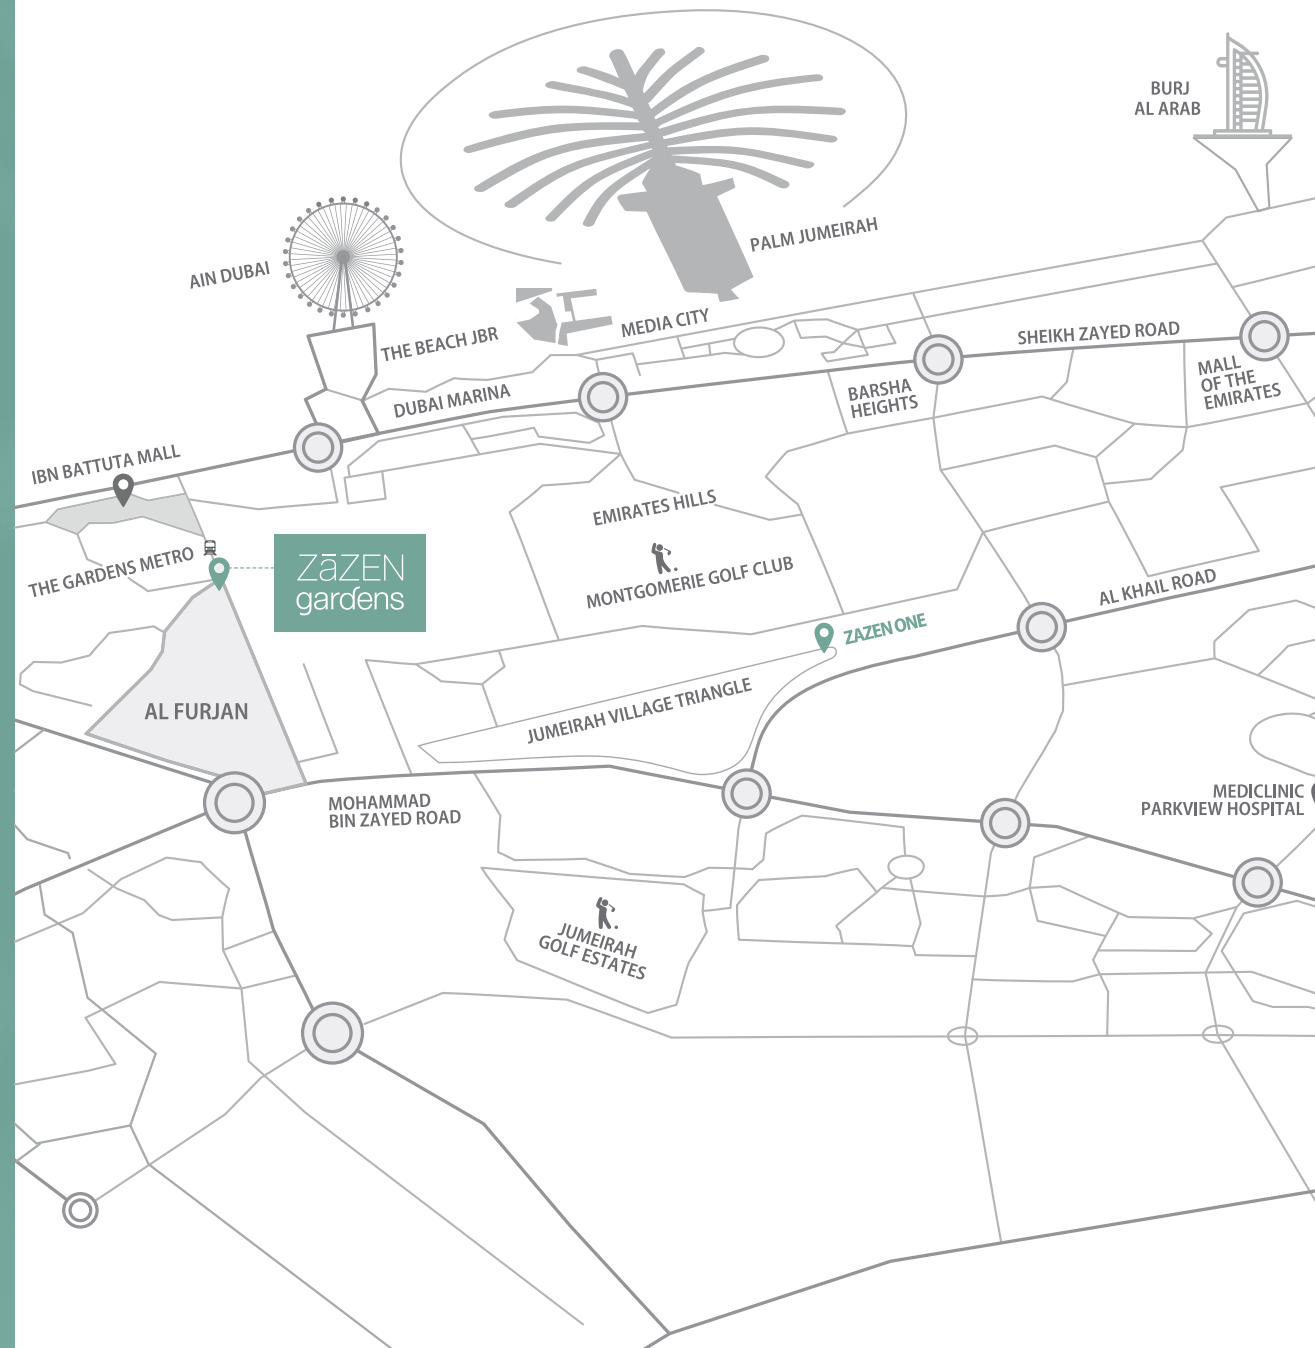 BURJ
AL ARAB
AIN DUBAI
PALM JUMEIRAH
THE BEACH JBR
MEDIA CITY
SHEIKH ZAYED ROAD
DUBAI MARINA
BARSHA
HEIGHTS
MALL
OF THE
EMIRATES
IBN BATTUTA MALL
EMIRATES HILLS
THE GARDENS METRO
ZāZEN
gardens
MONTGOMERIE GOLF CLUB
AL KHAIL ROAD
ZAZEN ONE
AL FURJAN
JUMEIRAH VILLAGE TRIANGLE
MOHAMMAD
BIN ZAYED ROAD
MEDICLINIC
PARKVIEW HOSPITAL
JUMEIRAH
GOLF ESTATES